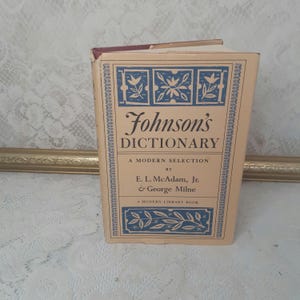 Johnson's
DICTIONARY
A MODERN SELECTION
BY
E. L. McAdam, Jr.
& George Milne
A MODERN LIBRARY BOOK